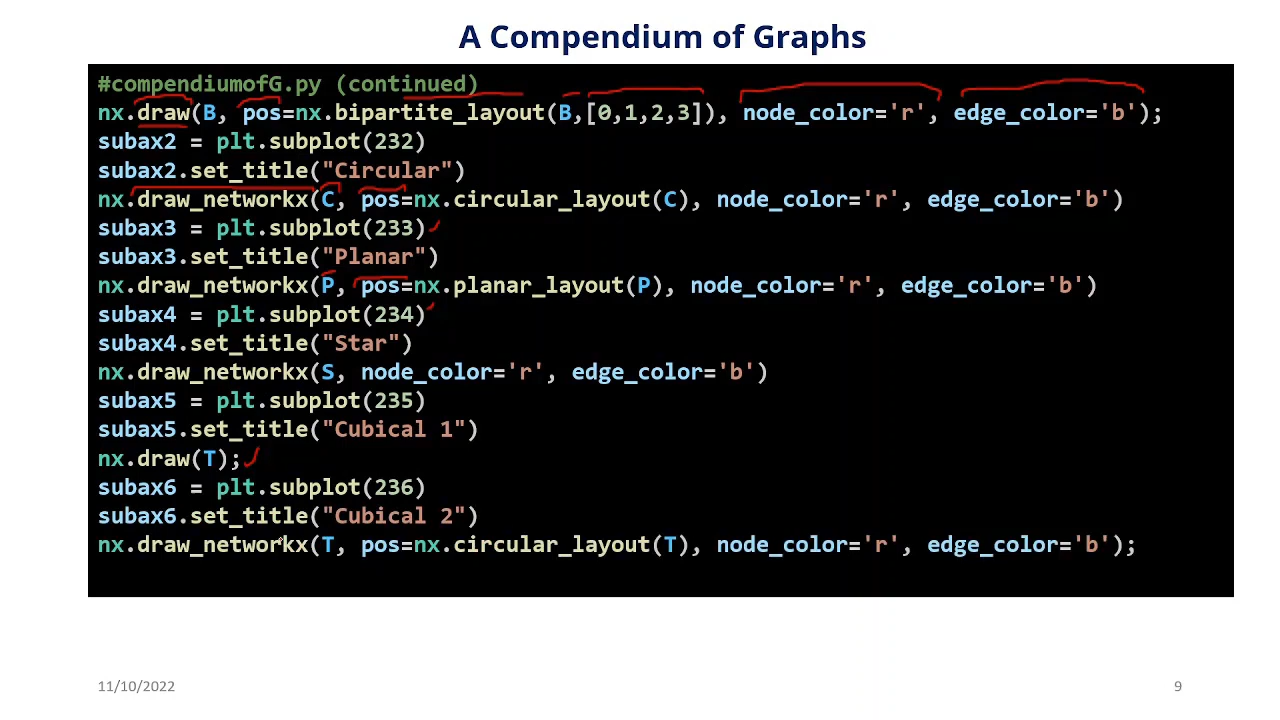 A Compendium of Graphs
#compendiumofG.py (continued)
nx.draw(B, pos=nx.bipartite_layout(B,[0,1,2,3]), node_color='r', edge_color='b');
subax2 = plt.subplot(232)
subax2.set_title("Circular")
nx.draw_networkx(C, pos=nx.circular_layout(C), node_color='r', edge_color='b')
subax3 = plt.subplot(233)
subax3.set_title("Planar")
nx.draw_networkx(P, pos=nx.planar_layout(P), node_color='r', edge_color='b')
subax4 = plt.subplot(234)
subax4.set_title("Star")
nx.draw_networkx(S, node_color='r', edge_color='b')
subax5 = plt.subplot(235)
subax5.set_title("Cubical 1")
nx.draw(T);
subax6 = plt.subplot(236)
subax6.set_title("Cubical 2")
nx.draw_networkx(T, pos=nx.circular_layout(T), node_color='r', edge_color='b');
11/10/2022
9